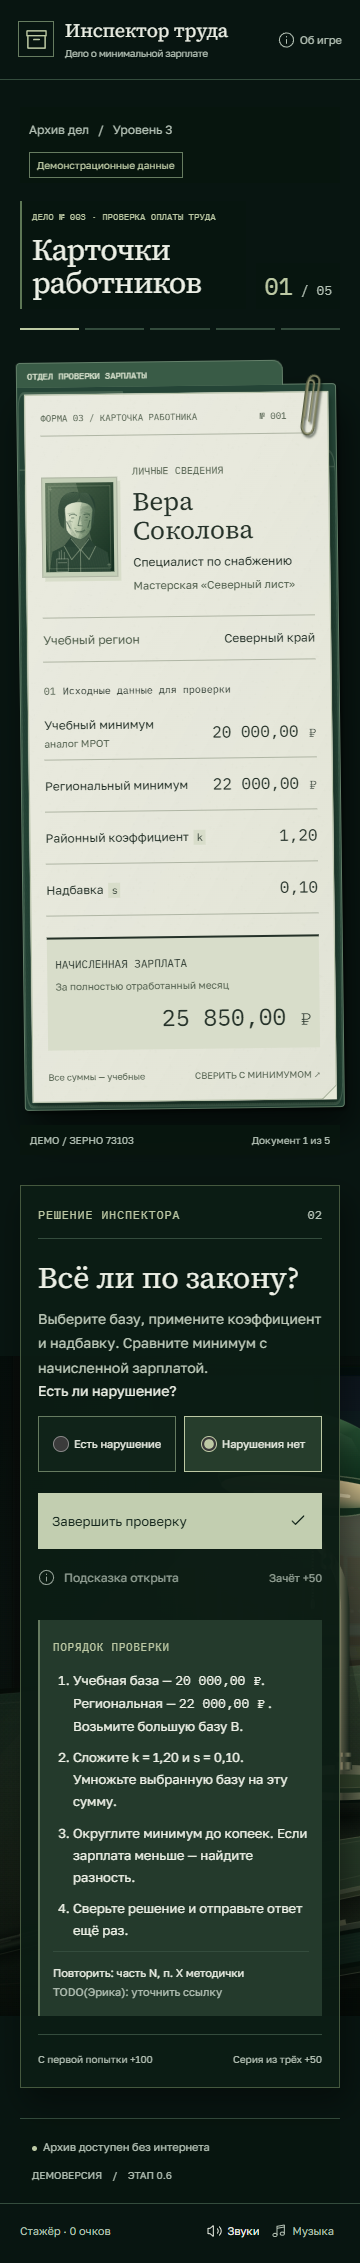 Инспектор труда
Дело о минимальной зарплате
Об игре
Архив дел / Уровень 3
Демонстрационные данные
ДЕЛО № 003 · ПРОВЕРКА ОПЛАТЫ ТРУДА
Карточки
работников
01 / 05
ОТДЕЛ ПРОВЕРКИ ЗАРПЛАТЫ
ФОРМА 03 / КАРТОЧКА РАБОТНИКА № 001
ЛИЧНЫЕ СВЕДЕНИЯ
Вера
Соколова
Специалист по снабжению
Мастерская «Северный лист»
Учебный регион Северный край
01 Исходные данные для проверки
Учебный минимум 20 000,00 ₽
аналог МРОТ
Региональный минимум 22 000,00 ₽
Районный коэффициент k 1,20
Надбавка s 0,10
НАЧИСЛЕННАЯ ЗАРПЛАТА
За полностью отработанный месяц
25 850,00 ₽
Все суммы — учебные СВЕРИТЬ С МИНИМУМОМ ↗
ДЕМО / ЗЕРНО 73103 Документ 1 из 5
РЕШЕНИЕ ИНСПЕКТОРА 02
Всё ли по закону?
Выберите базу, примените коэффициент
и надбавку. Сравните минимум с
начисленной зарплатой.
Есть ли нарушение?
Есть нарушение Нарушения нет
Завершить проверку
Подсказка открыта Зачёт +50
ПОРЯДОК ПРОВЕРКИ
1. Учебная база — 20 000,00 ₽.
Региональная — 22 000,00 ₽.
Возьмите большую базу B.
2. Сложите k = 1,20 и s = 0,10.
Умножьте выбранную базу на эту
сумму.
3. Округлите минимум до копеек. Если
зарплата меньше — найдите
разность.
4. Сверьте решение и отправьте ответ
ещё раз.
Повторить: часть N, п. X методички
TODO(Эрика): уточнить ссылку
С первой попытки +100 Серия из трёх +50
Архив доступен без интернета
ДЕМОВЕРСИЯ / ЭТАП 0.6
Стажёр · 0 очков Звуки Музыка